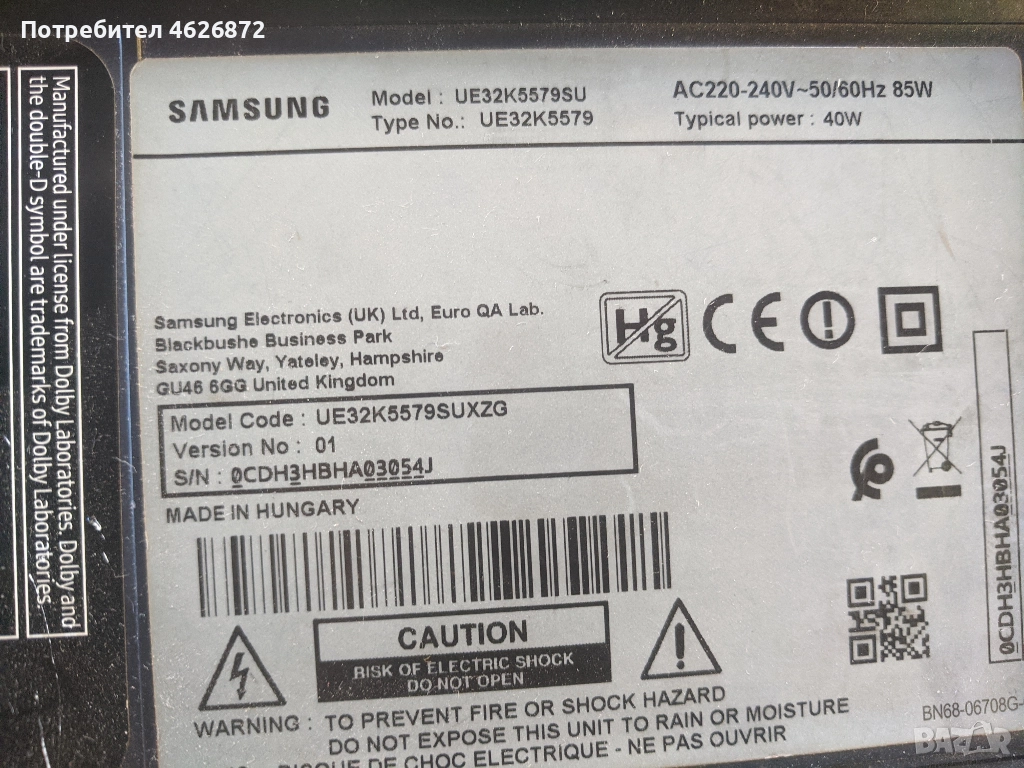 Потребител 4626872
Manufactured under license from Dolby Laboratories. Dolby and
the double-D symbol are trademarks of Dolby Laboratories.
SAMSUNG
Model : UE32K5579SU
Type No.: UE32K5579
AC220-240V~50/60Hz 85W
Typical power : 40W
Samsung Electronics (UK) Ltd, Euro QA Lab.
Blackbushe Business Park
Saxony Way, Yateley, Hampshire
GU46 6GG United Kingdom
Hg
CE
Model Code : UE32K5579SUXZG
Version No : 01
S/N : 0CDH3HBHA03054J
MADE IN HUNGARY
0CDH3HBHA03054J
CAUTION
RISK OF ELECTRIC SHOCK
DO NOT OPEN
WARNING : TO PREVENT FIRE OR SHOCK HAZARD
DO NOT EXPOSE THIS UNIT TO RAIN OR MOISTURE
RISQUE DE CHOC ELECTRIQUE - NE PAS OUVRIR
BN68-06708G-
BAZAR